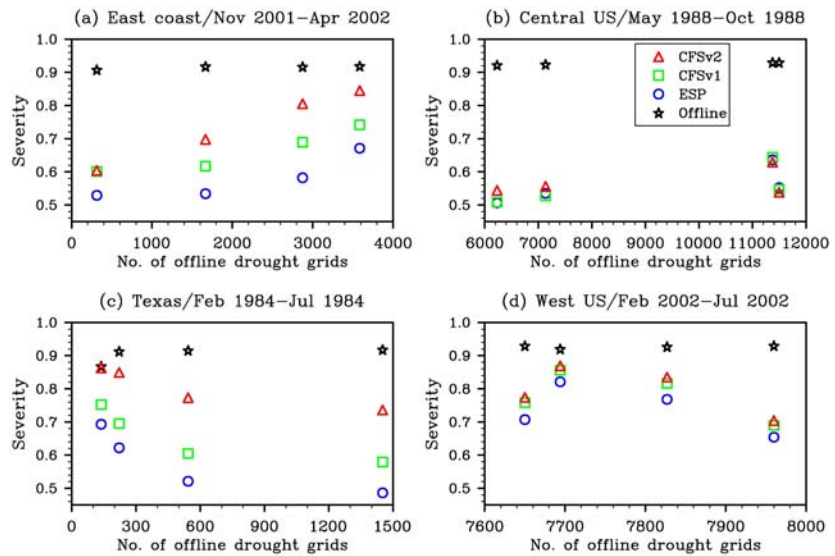 (a) East coast/Nov 2001−Apr 2002
1.0
0.9
0.8
0.7
0.6
0.5
Severity
0 1000 2000 3000 4000
No. of offline drought grids
(b) Central US/May 1988−Oct 1988
1.0
0.9
0.8
0.7
0.6
0.5
Severity
CFSv2
CFSv1
ESP
Offline
6000 7000 8000 9000 10000 11000 12000
No. of offline drought grids
(c) Texas/Feb 1984−Jul 1984
1.0
0.9
0.8
0.7
0.6
0.5
Severity
0 300 600 900 1200 1500
No. of offline drought grids
(d) West US/Feb 2002−Jul 2002
1.0
0.9
0.8
0.7
0.6
0.5
Severity
7600 7700 7800 7900 8000
No. of offline drought grids